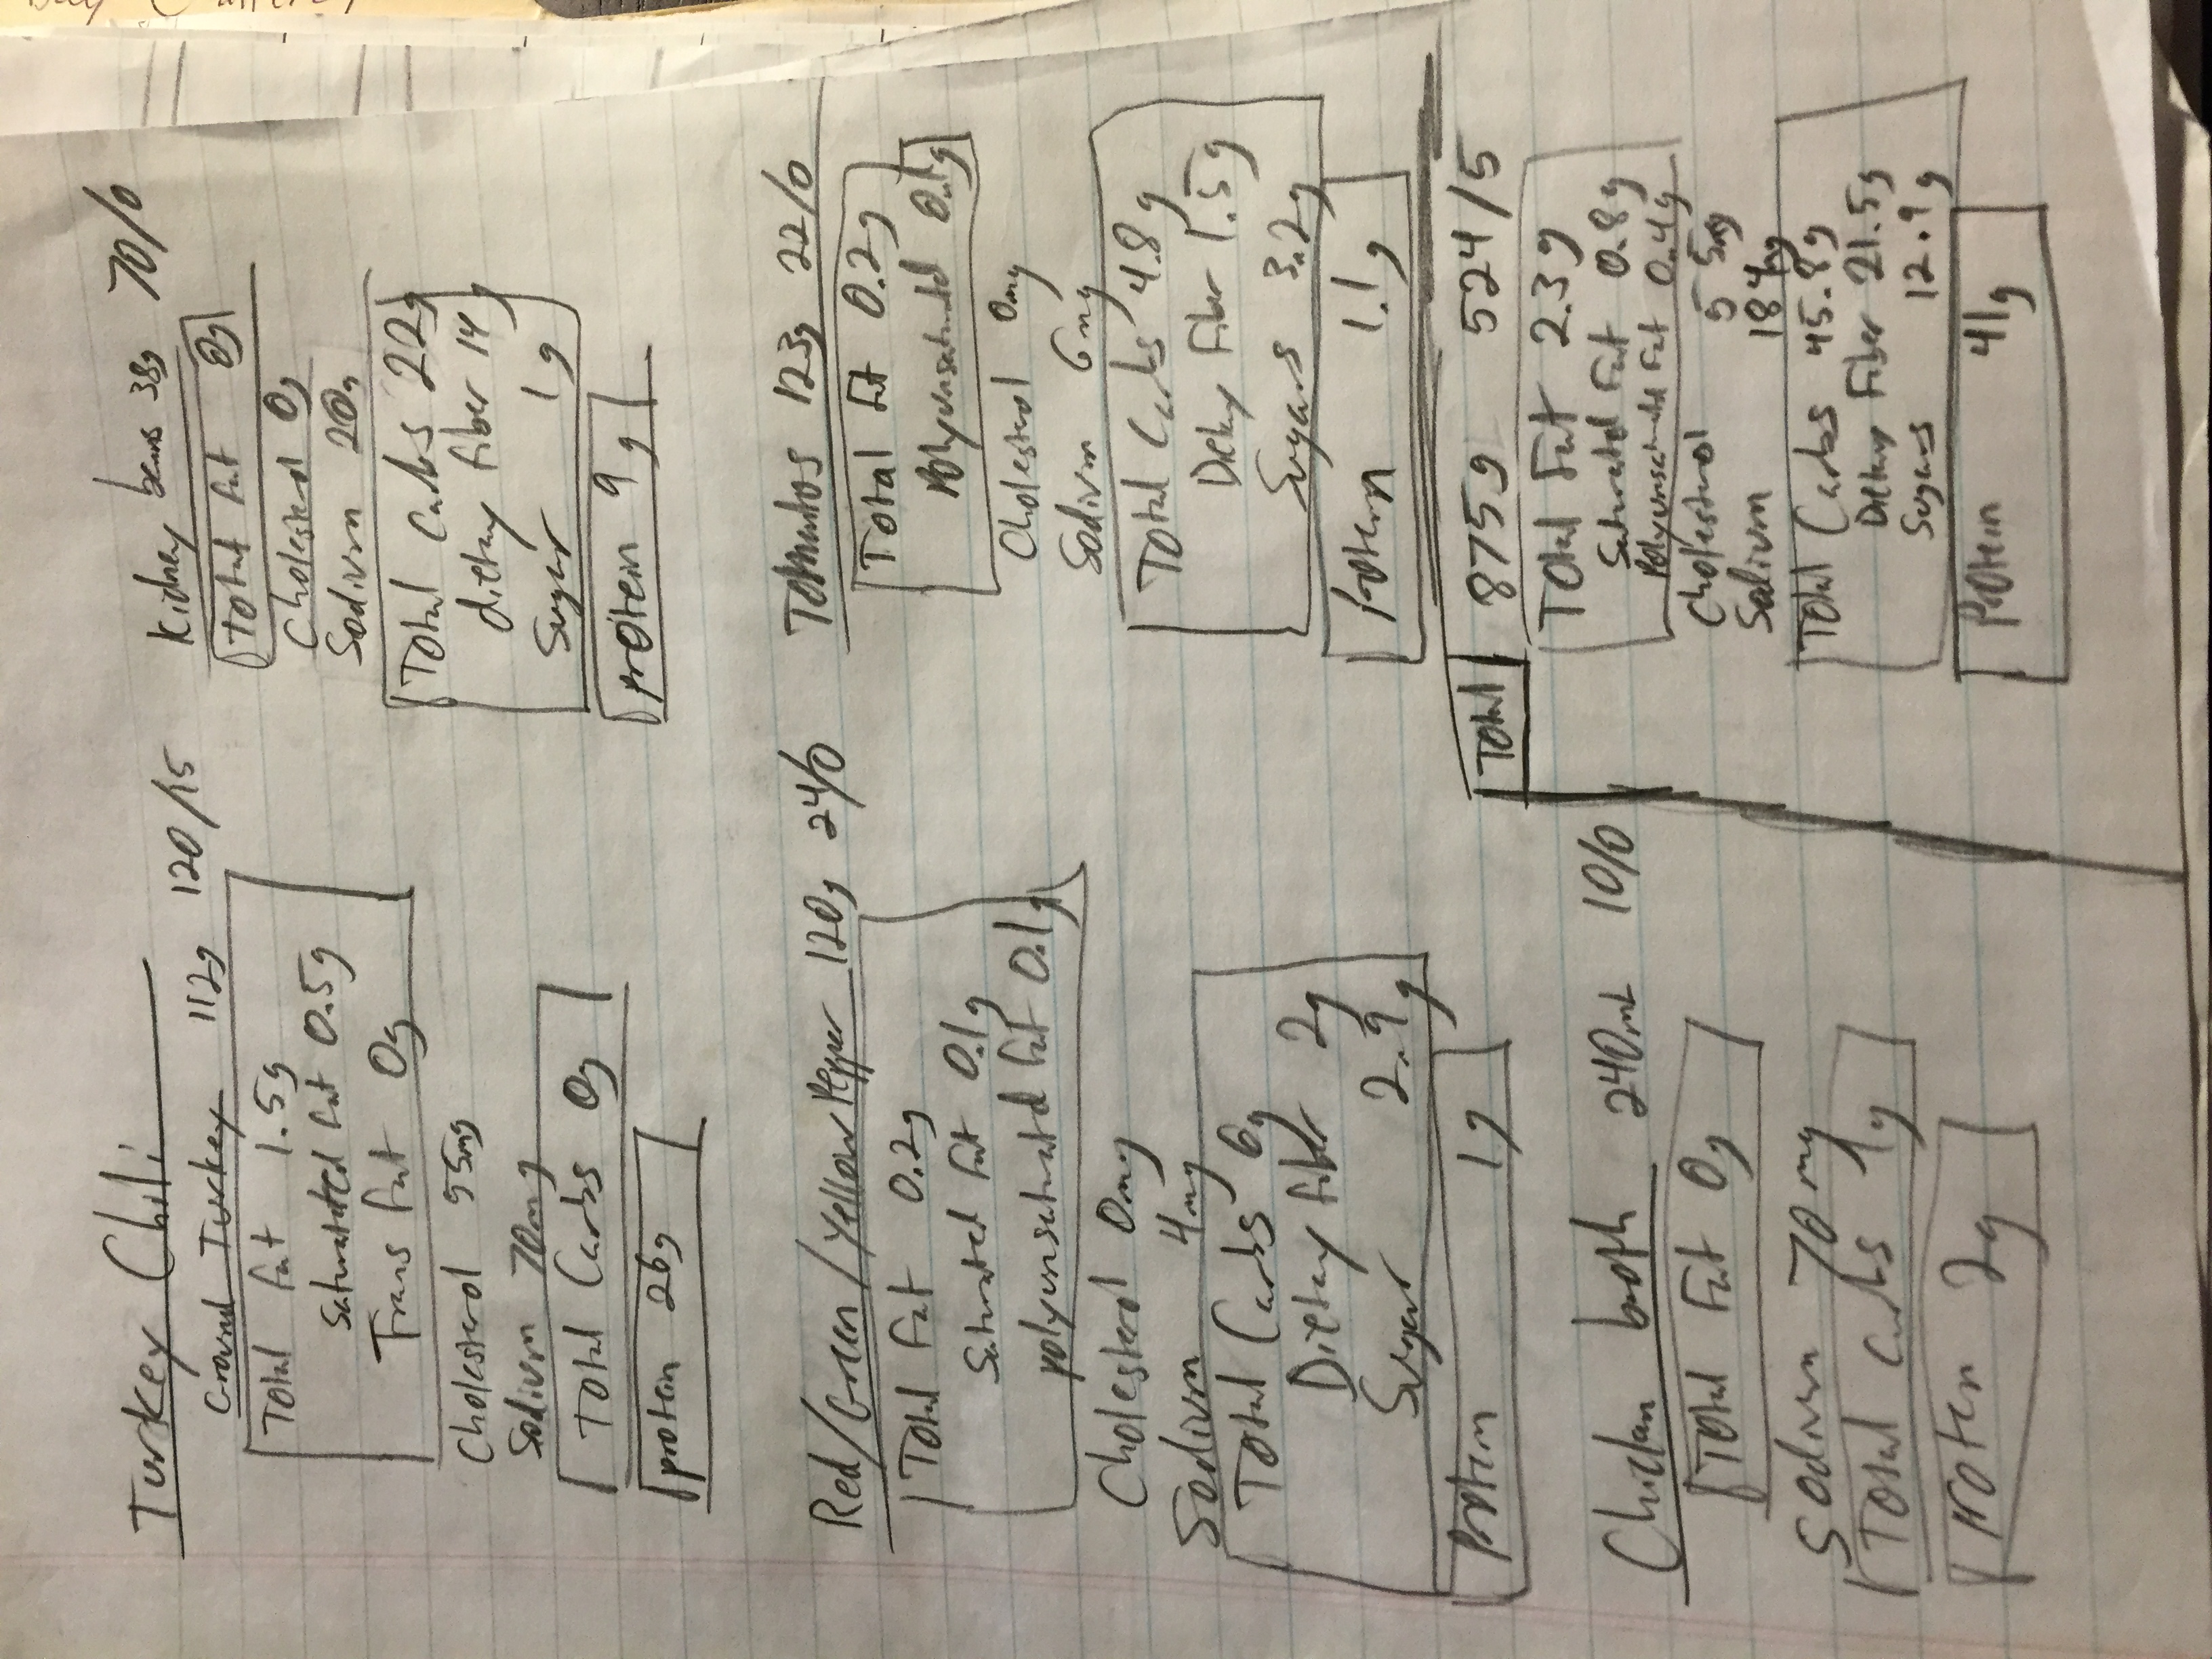 Turkey Chili
Ground Turkey 112g 120/15
Total fat 1.5g
Saturated fat 0.5g
Trans fat 0g
Cholesterol 55mg
Sodium 70mg
Total Carbs 0g
protein 26g
Kidney beans 38g 70/0
Total fat 0g
Cholesterol 0g
Sodium 20g
Total Carbs 22g
dietary fiber 14g
Sugar 1g
protein 9g
Red/Green/Yellow Pepper 120g 24/0
Total Fat 0.2g
Saturated fat 0.1g
polyunsaturated fat 0.1g
Cholesterol 0mg
Sodium 4mg
Total Carbs 6g
Dietary fiber 2g
Sugar 2.9g
Protein 1g
Tomatos 123g 22/0
Total fat 0.2g
Polyunsaturated 0.1g
Cholesterol 0mg
Sodium 6mg
Total Carbs 4.8g
Dietary Fiber 1.5g
Sugars 3.2g
Protein 1.1g
Chicken broth 240mL 10/0
Total Fat 0g
Sodium 70mg
Total carbs 1g
Protein 2g
Total 875g 524/5
Total Fat 2.3g
Saturated Fat 0.8g
Polyunsaturated Fat 0.4g
Cholesterol 55mg
Sodium 184mg
Total Carbs 45.8g
Dietary Fiber 21.5g
Sugars 12.9g
Protein 41g